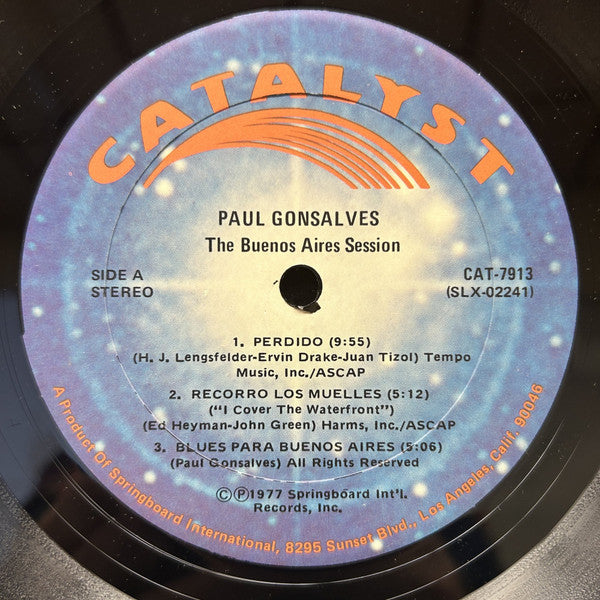 CATALYST
PAUL GONSALVES
The Buenos Aires Session
SIDE A
STEREO
CAT-7913
(SLX-02241)
1. PERDIDO (9:55)
(H. J. Lengsfelder-Ervin Drake-Juan Tizol) Tempo
Music, Inc./ASCAP
2. RECORRO LOS MUELLES (5:12)
("I Cover The Waterfront")
(Ed Heyman-John Green) Harms, Inc./ASCAP
3. BLUES PARA BUENOS AIRES (5:06)
(Paul Gonsalves) All Rights Reserved
©℗1977 Springboard Int'l.
Records, Inc.
A Product Of Springboard International, 8295 Sunset Blvd., Los Angeles, Calif. 90046